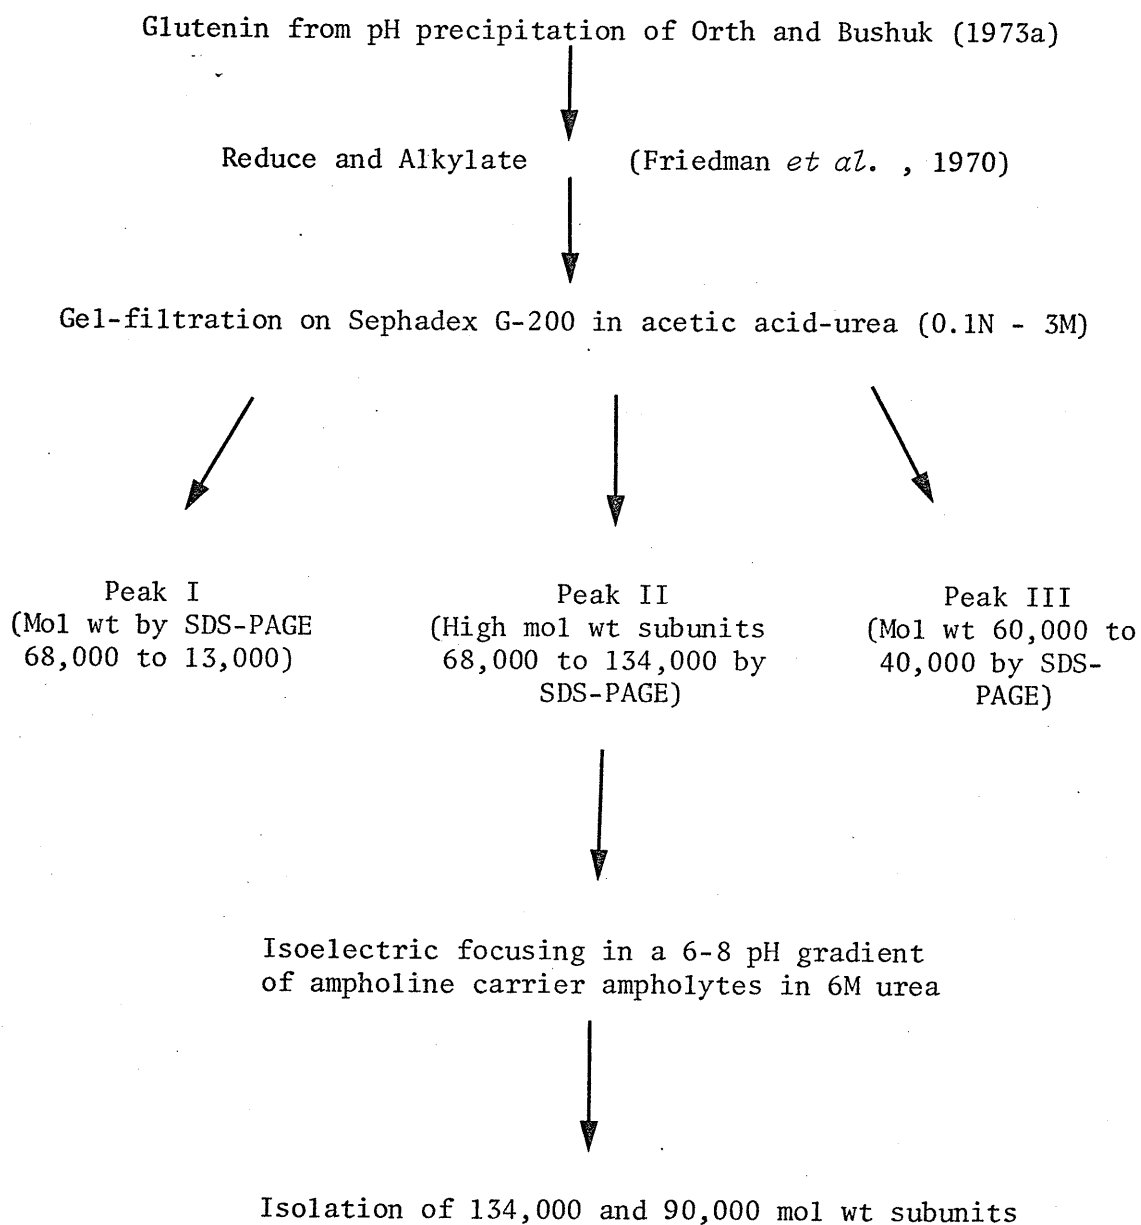 Glutenin from pH precipitation of Orth and Bushuk (1973a)
Reduce and Alkylate (Friedman et al. , 1970)
Gel-filtration on Sephadex G-200 in acetic acid-urea (0.1N - 3M)
Peak I
(Mol wt by SDS-PAGE
68,000 to 13,000)
Peak II
(High mol wt subunits
68,000 to 134,000 by
SDS-PAGE)
Peak III
(Mol wt 60,000 to
40,000 by SDS-
PAGE)
Isoelectric focusing in a 6-8 pH gradient
of ampholine carrier ampholytes in 6M urea
Isolation of 134,000 and 90,000 mol wt subunits